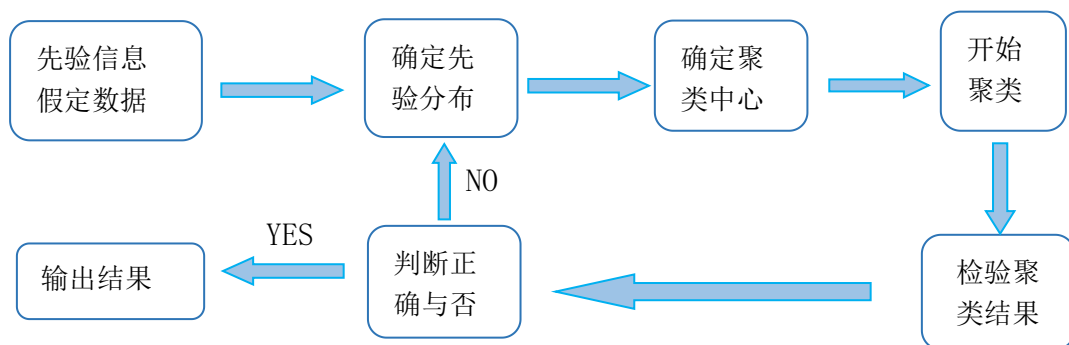 先验信息
假定数据
确定先
验分布
确定聚
类中心
开始
聚类
NO
YES
输出结果
判断正
确与否
检验聚
类结果